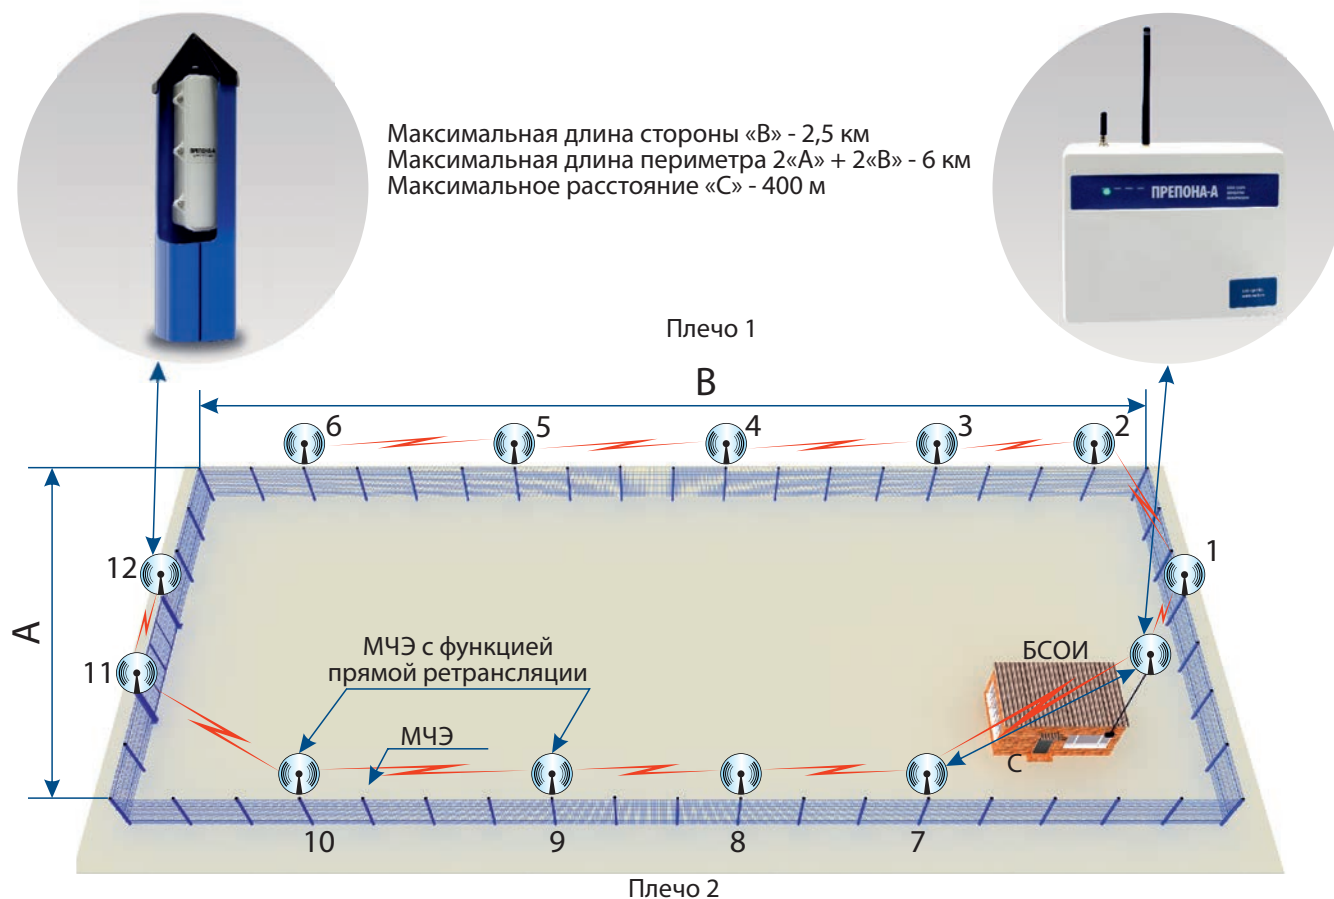 ПРЕПОНА-А
Максимальная длина стороны «В» - 2,5 км
Максимальная длина периметра 2«А» + 2«В» - 6 км
Максимальное расстояние «С» - 400 м
ПРЕПОНА-А
Плечо 1
В
6
5
4
3
2
1
12
А
11
МЧЭ с функцией
прямой ретрансляции
БСОИ
МЧЭ
С
10
9
8
7
Плечо 2